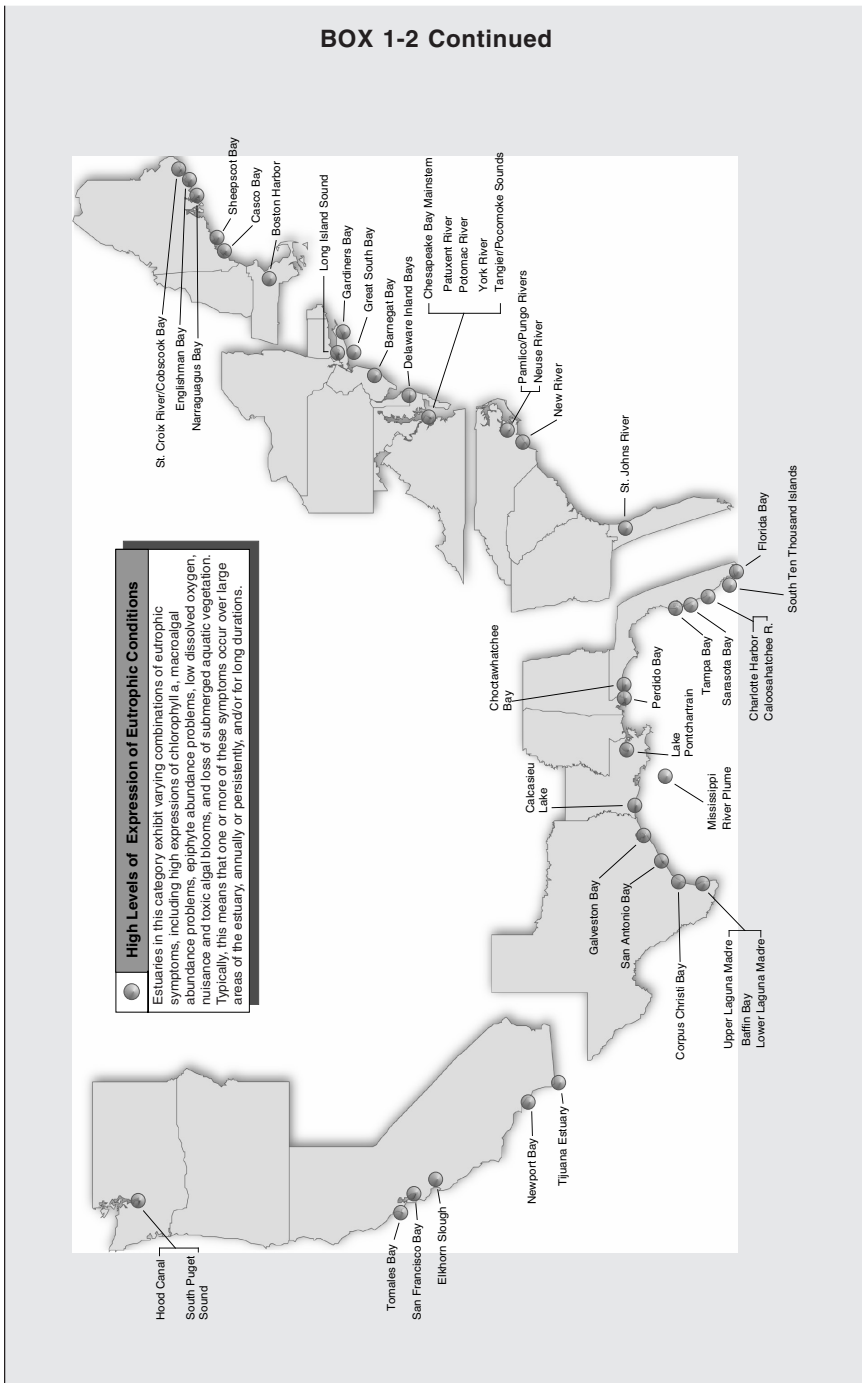 BOX 1-2 Continued
High Levels of Expression of Eutrophic Conditions
Estuaries in this category exhibit varying combinations of eutrophic
symptoms, including high expressions of chlorophyll a, macroalgal
abundance problems, epiphyte abundance problems, low dissolved oxygen,
nuisance and toxic algal blooms, and loss of submerged aquatic vegetation.
Typically, this means that one or more of these symptoms occur over large
areas of the estuary, annually or persistently, and/or for long durations.
Hood Canal
South Puget
Sound
Tomales Bay
San Francisco Bay
Elkhorn Slough
Newport Bay
Tijuana Estuary
Galveston Bay
San Antonio Bay
Corpus Christi Bay
Upper Laguna Madre
Baffin Bay
Lower Laguna Madre
Calcasieu
Lake
Mississippi
River Plume
Lake
Pontchartrain
Choctawhatchee
Bay
Perdido Bay
Tampa Bay
Sarasota Bay
Charlotte Harbor
Caloosahatchee R.
South Ten Thousand Islands
Florida Bay
St. Johns River
New River
Pamlico/Pungo Rivers
Neuse River
Chesapeake Bay Mainstem
Patuxent River
Potomac River
York River
Tangier/Pocomoke Sounds
Delaware Inland Bays
Barnegat Bay
Great South Bay
Gardiners Bay
Long Island Sound
Boston Harbor
Casco Bay
Sheepscot Bay
St. Croix River/Cobscook Bay
Englishman Bay
Narraguagus Bay